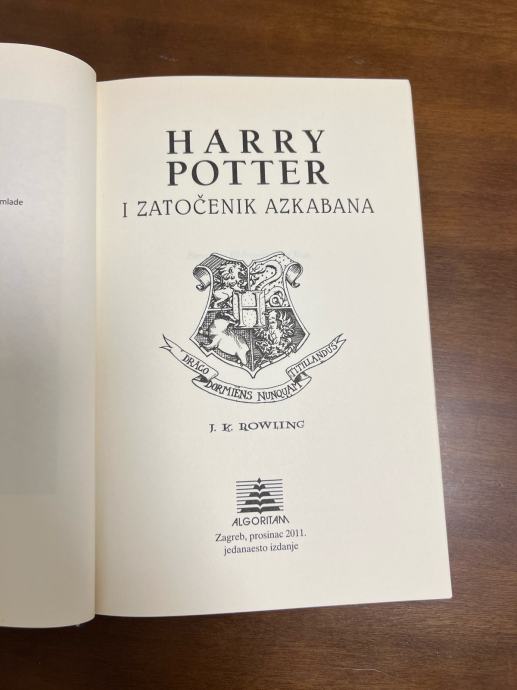 mlade
HARRY
POTTER
I ZATOČENIK AZKABANA
H
DRACO DORMIENS NUNQUAM TITILLANDUS
J. K. ROWLING
ALGORITAM
Zagreb, prosinac 2011.
jedanaesto izdanje